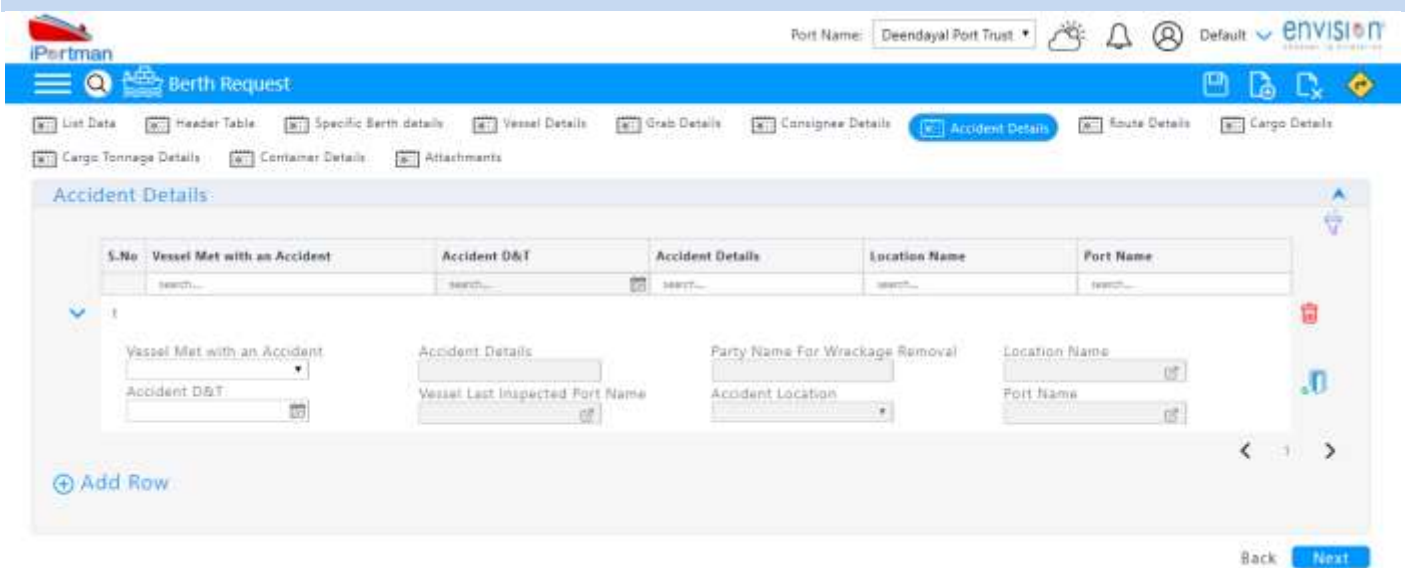 iPortman
Port Name: Deendayal Port Trust Default envision
Berth Request
List Data Header Table Specific Berth details Vessel Details Grab Details Consignee Details Accident Details Route Details Cargo Details
Cargo Tonnage Details Container Details Attachments
Accident Details
S.No Vessel Met with an Accident Accident D&T Accident Details Location Name Port Name
search... search... search... search... search...
1
Vessel Met with an Accident Accident Details Party Name For Wreckage Removal Location Name
Accident D&T Vessel Last Inspected Port Name Accident Location Port Name
1
Add Row
Back Next